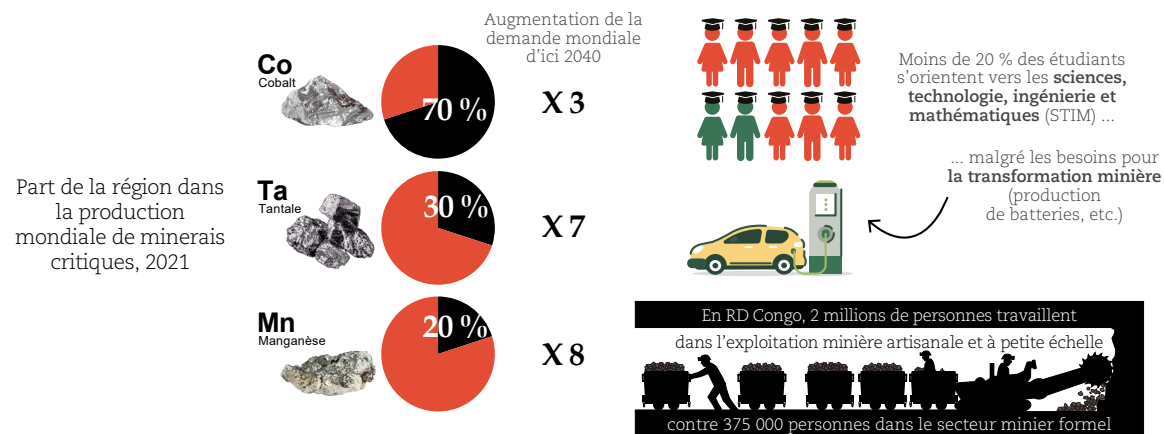 Part de la région dans
la production
mondiale de minerais
critiques, 2021
Augmentation de la
demande mondiale
d'ici 2040
Co
Cobalt
70 %
X 3
Ta
Tantale
30 %
X 7
Mn
Manganèse
20 %
X 8
Moins de 20 % des étudiants
s'orientent vers les sciences,
technologie, ingénierie et
mathématiques (STIM) ...
... malgré les besoins pour
la transformation minière
(production
de batteries, etc.)
En RD Congo, 2 millions de personnes travaillent
dans l'exploitation minière artisanale et à petite échelle
contre 375 000 personnes dans le secteur minier formel